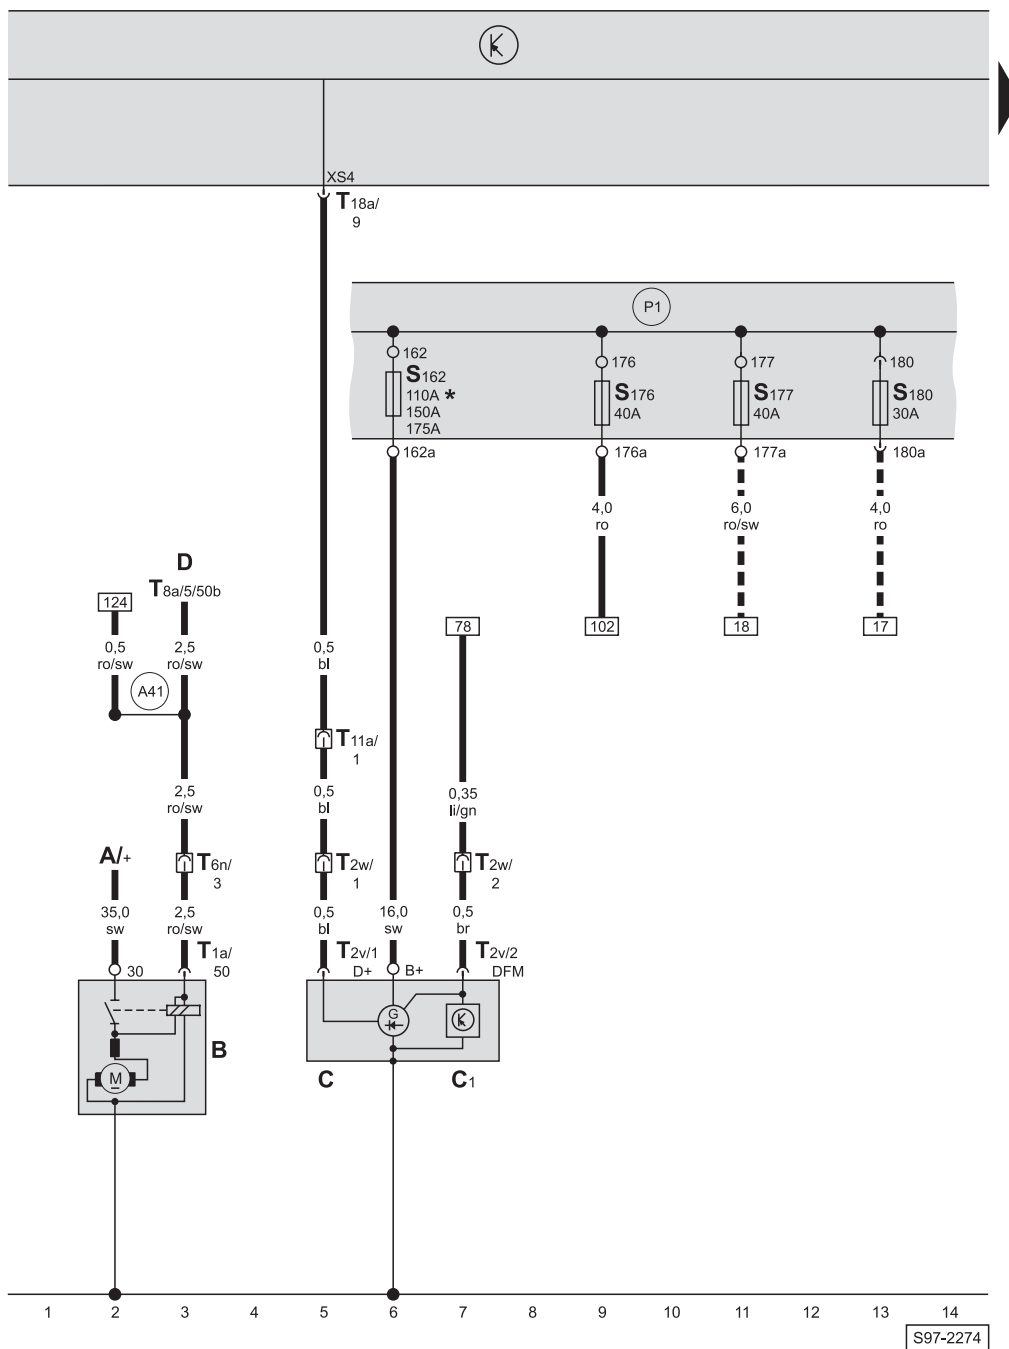 XS4
T18a/
9
P1
162
S162
110A *
150A
175A
162a
176
S176
40A
176a
177
S177
40A
177a
180
S180
30A
180a
4,0
ro
6,0
ro/sw
4,0
ro
102
18
17
D
T8a/5/50b
124
0,5
ro/sw
2,5
ro/sw
A41
0,5
bl
78
T11a/
1
2,5
ro/sw
0,5
bl
0,35
li/gn
A/+
T6n/
3
T2w/
1
T2w/
2
35,0
sw
2,5
ro/sw
0,5
bl
16,0
sw
0,5
br
30
T1a/
50
T2v/1
D+
B+
T2v/2
DFM
G
M
B
C
C1
1 2 3 4 5 6 7 8 9 10 11 12 13 14
S97-2274